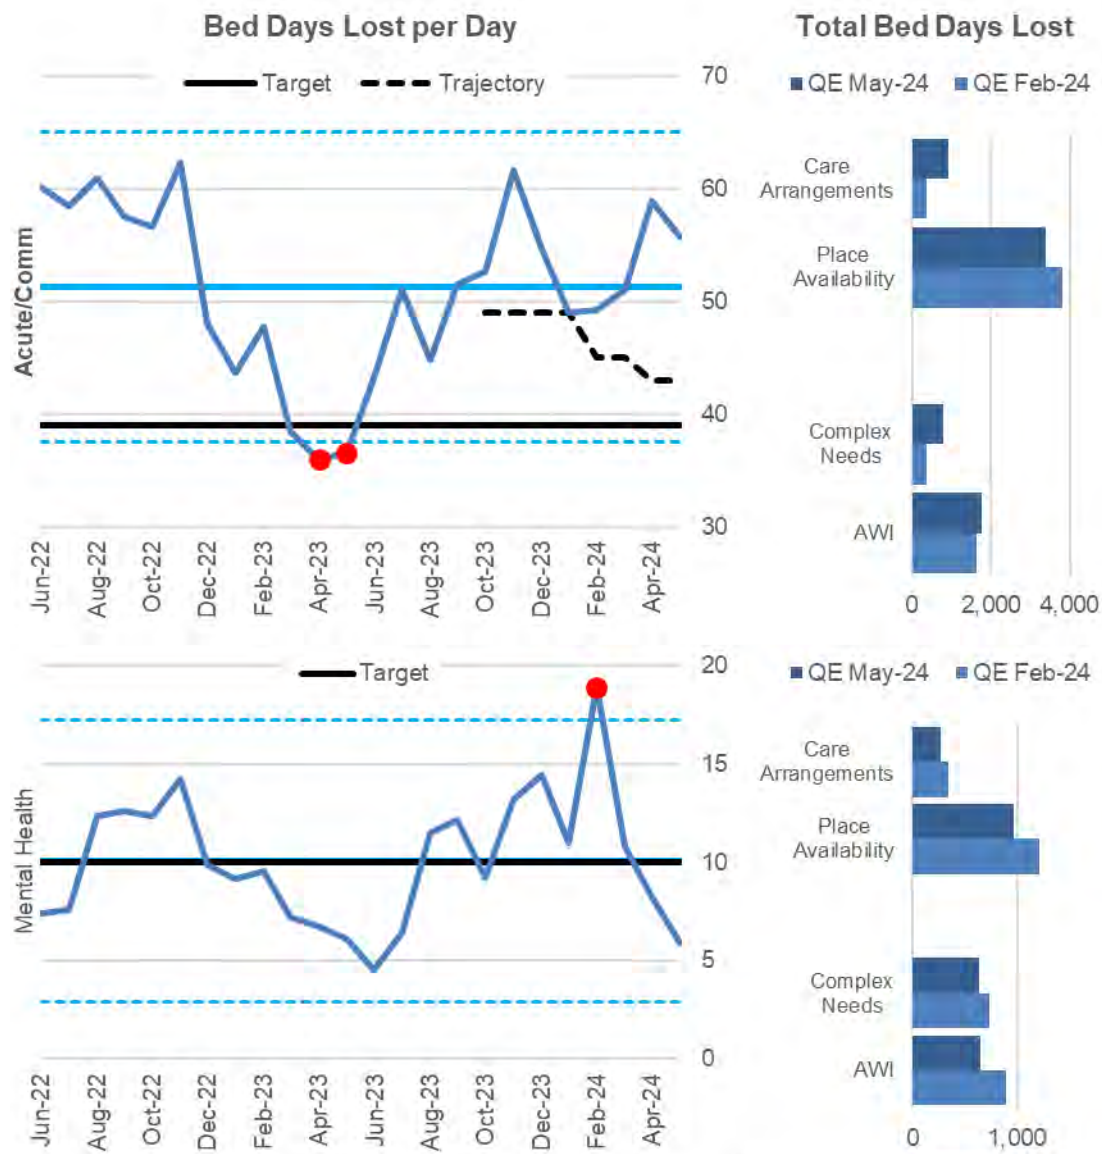 Bed Days Lost per Day
Total Bed Days Lost
Target
Trajectory
70
60
50
40
30
Acute/Comm
Jun-22
Aug-22
Oct-22
Dec-22
Feb-23
Apr-23
Jun-23
Aug-23
Oct-23
Dec-23
Feb-24
Apr-24
QE May-24
QE Feb-24
Care
Arrangements
Place
Availability
Complex
Needs
AWI
0
2,000
4,000
Target
20
15
10
5
0
Mental Health
Jun-22
Aug-22
Oct-22
Dec-22
Feb-23
Apr-23
Jun-23
Aug-23
Oct-23
Dec-23
Feb-24
Apr-24
QE May-24
QE Feb-24
Care
Arrangements
Place
Availability
Complex
Needs
AWI
0
1,000